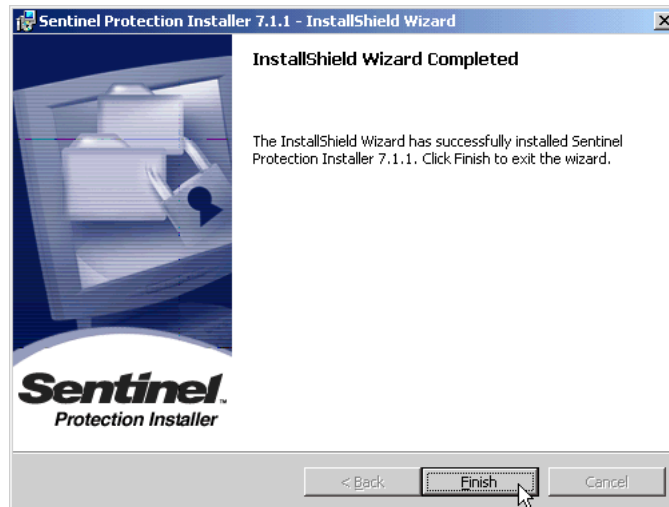 Sentinel Protection Installer 7.1.1 - InstallShield Wizard
InstallShield Wizard Completed
The InstallShield Wizard has successfully installed Sentinel
Protection Installer 7.1.1. Click Finish to exit the wizard.
Sentinel™
Protection Installer
< Back
Finish
Cancel